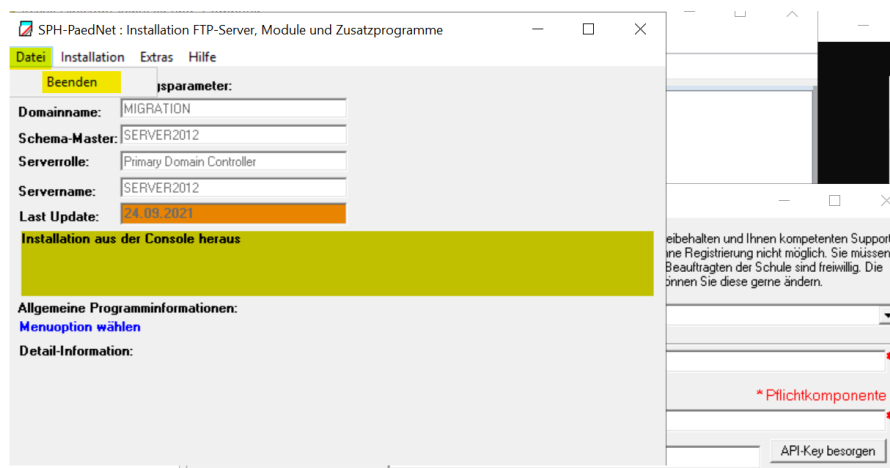 SPH-PaedNet : Installation FTP-Server, Module und Zusatzprogramme
Datei Installation Extras Hilfe
Beenden
gsparameter:
Domainname: MIGRATION
Schema-Master: SERVER2012
Serverrolle: Primary Domain Controller
Servername: SERVER2012
Last Update: 24.09.2021
Installation aus der Console heraus
Allgemeine Programminformationen:
Menuoption wählen
Detail-Information:
eibehalten und Ihnen kompetenten Support
ne Registrierung nicht möglich. Sie müssen
Beauftragten der Schule sind freiwillig. Die
önnen Sie diese gerne ändern.
*
* Pflichtkomponente
*
API-Key besorgen